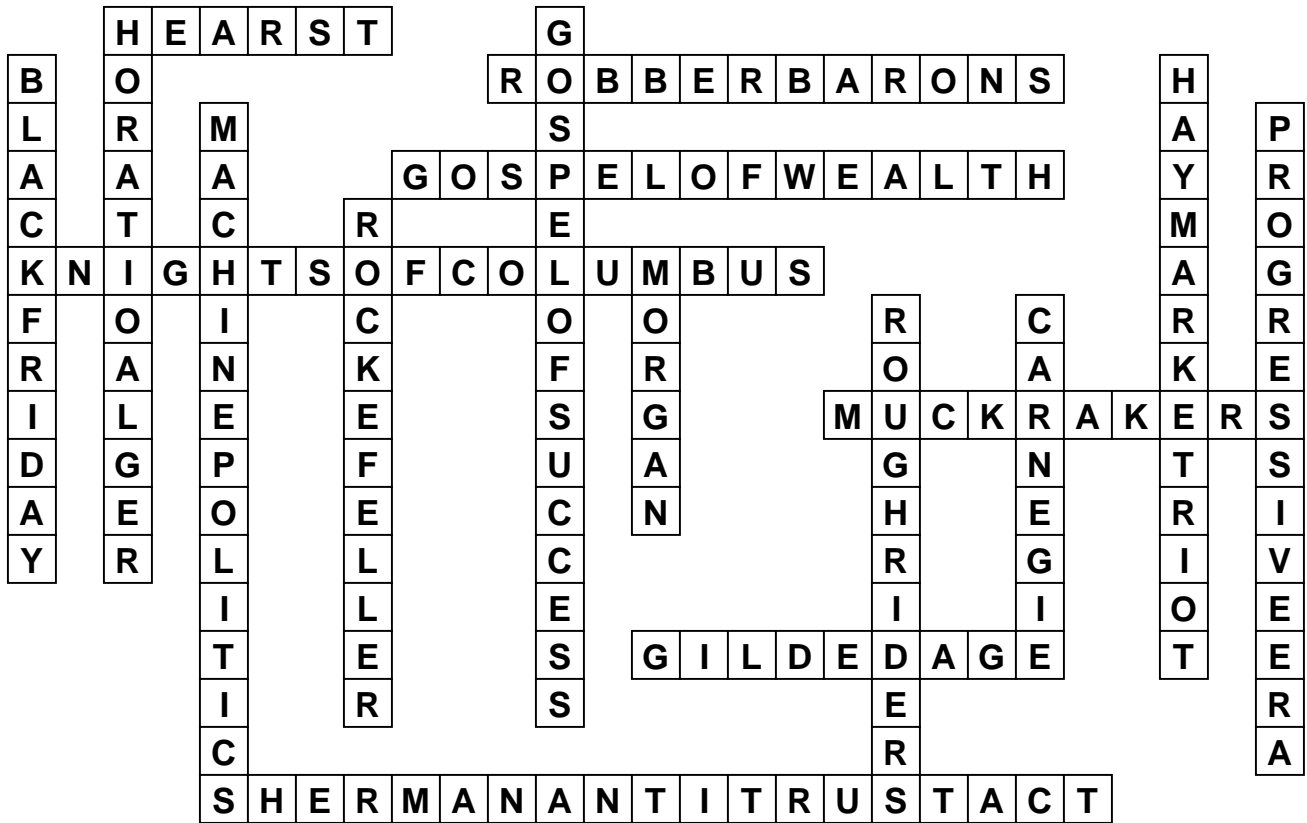 HEARST
HORATIOALGER
GOSPELOFSUCCESS
BLACKFRIDAY
ROBBERBARONS
HAYMARKETRIOT
MACHINEPOLITICS
PROGRESSIVEERA
GOSPELOFWEALTH
ROCKEFELLER
KNIGHTSOFCOLUMBUS
MORGAN
ROUGHRIDERS
CARNEGIE
MUCKRAKERS
GILDEDAGE
SHERMANANTITRUSTACT